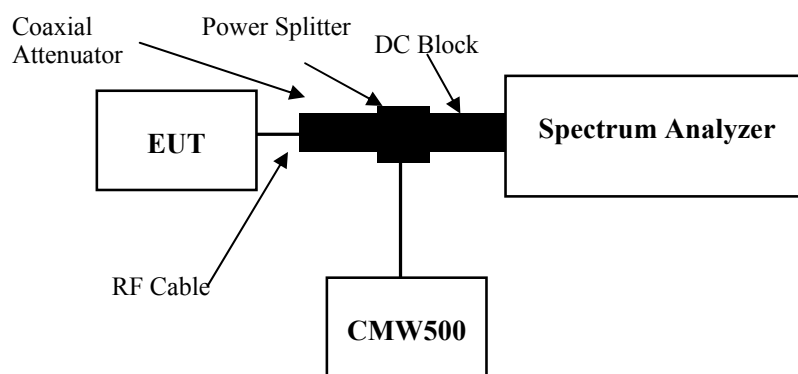 Coaxial
Attenuator
Power Splitter
DC Block
EUT
Spectrum Analyzer
RF Cable
CMW500